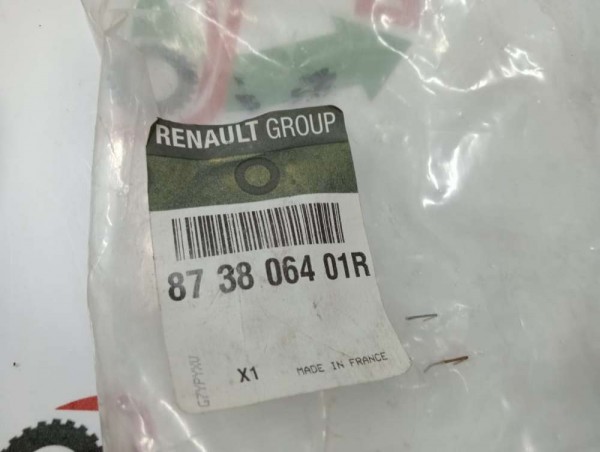 RENAULT GROUP
87 38 064 01R
X1
MADE IN FRANCE